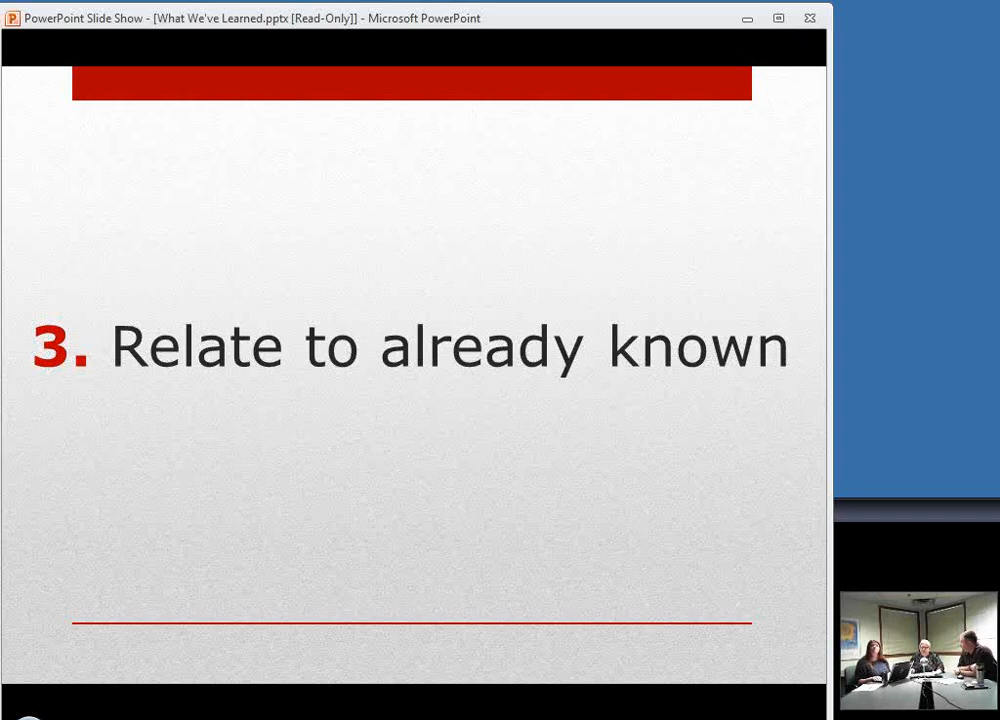 PowerPoint Slide Show - [What We've Learned.pptx [Read-Only]] - Microsoft PowerPoint
3. Relate to already known